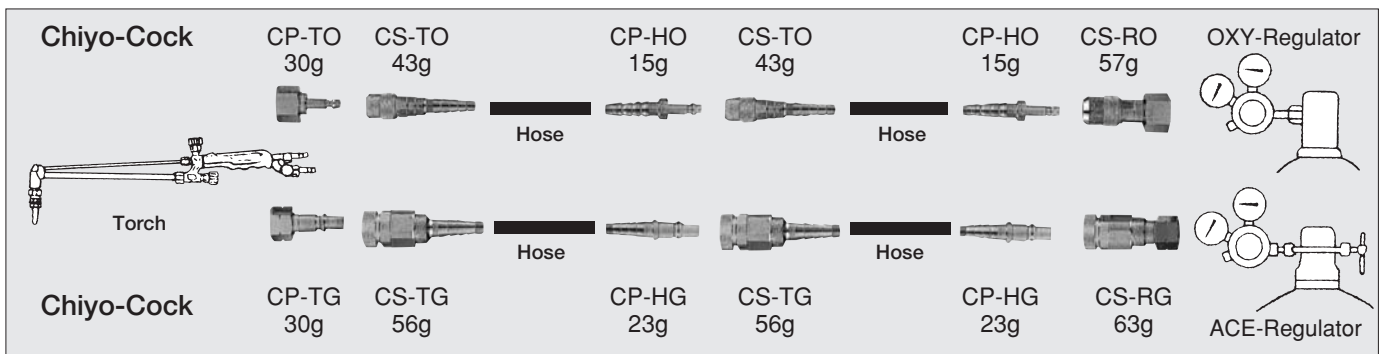 Chiyo-Cock
CP-TO
30g
CS-TO
43g
CP-HO
15g
CS-TO
43g
CP-HO
15g
CS-RO
57g
OXY-Regulator
Hose
Hose
Torch
Hose
Hose
Chiyo-Cock
CP-TG
30g
CS-TG
56g
CP-HG
23g
CS-TG
56g
CP-HG
23g
CS-RG
63g
ACE-Regulator